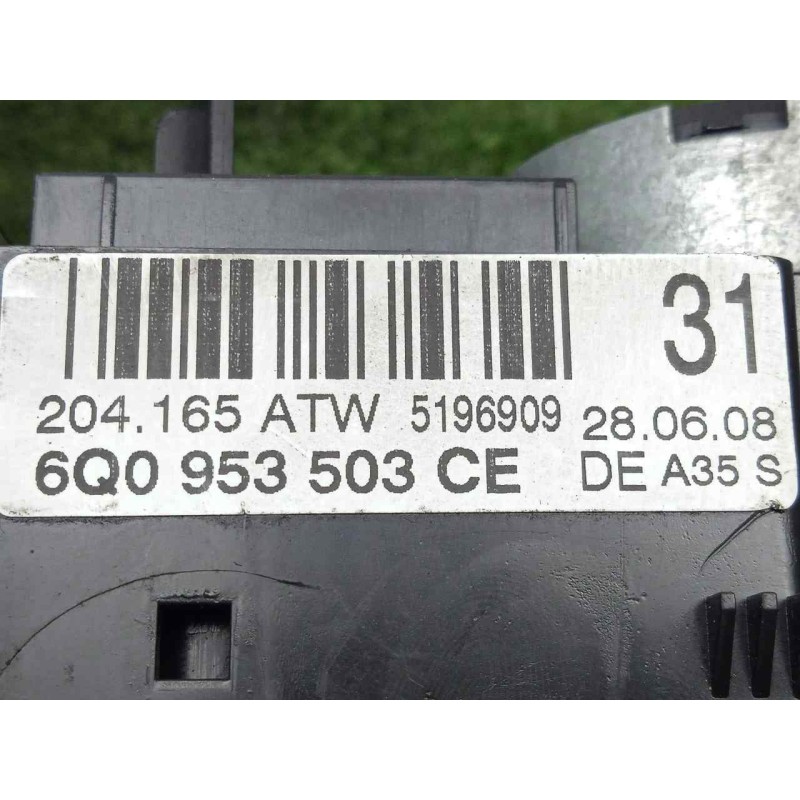 31
204.165 ATW 5196909 28.06.08
6Q0 953 503 CE DE A35 S